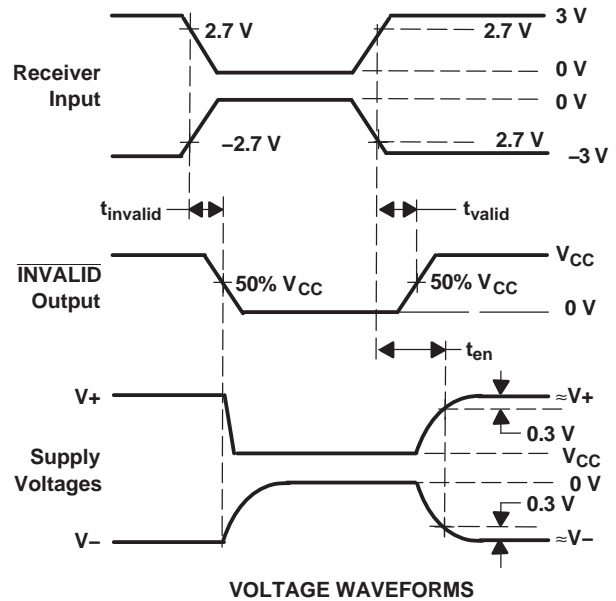 2.7 V
2.7 V
3 V
Receiver
Input
0 V
0 V
–2.7 V
2.7 V
–3 V
tinvalid
tvalid
INVALID
Output
50% VCC
50% VCC
VCC
0 V
ten
V+
≈V+
0.3 V
Supply
Voltages
VCC
0 V
0.3 V
V–
≈V–
VOLTAGE WAVEFORMS